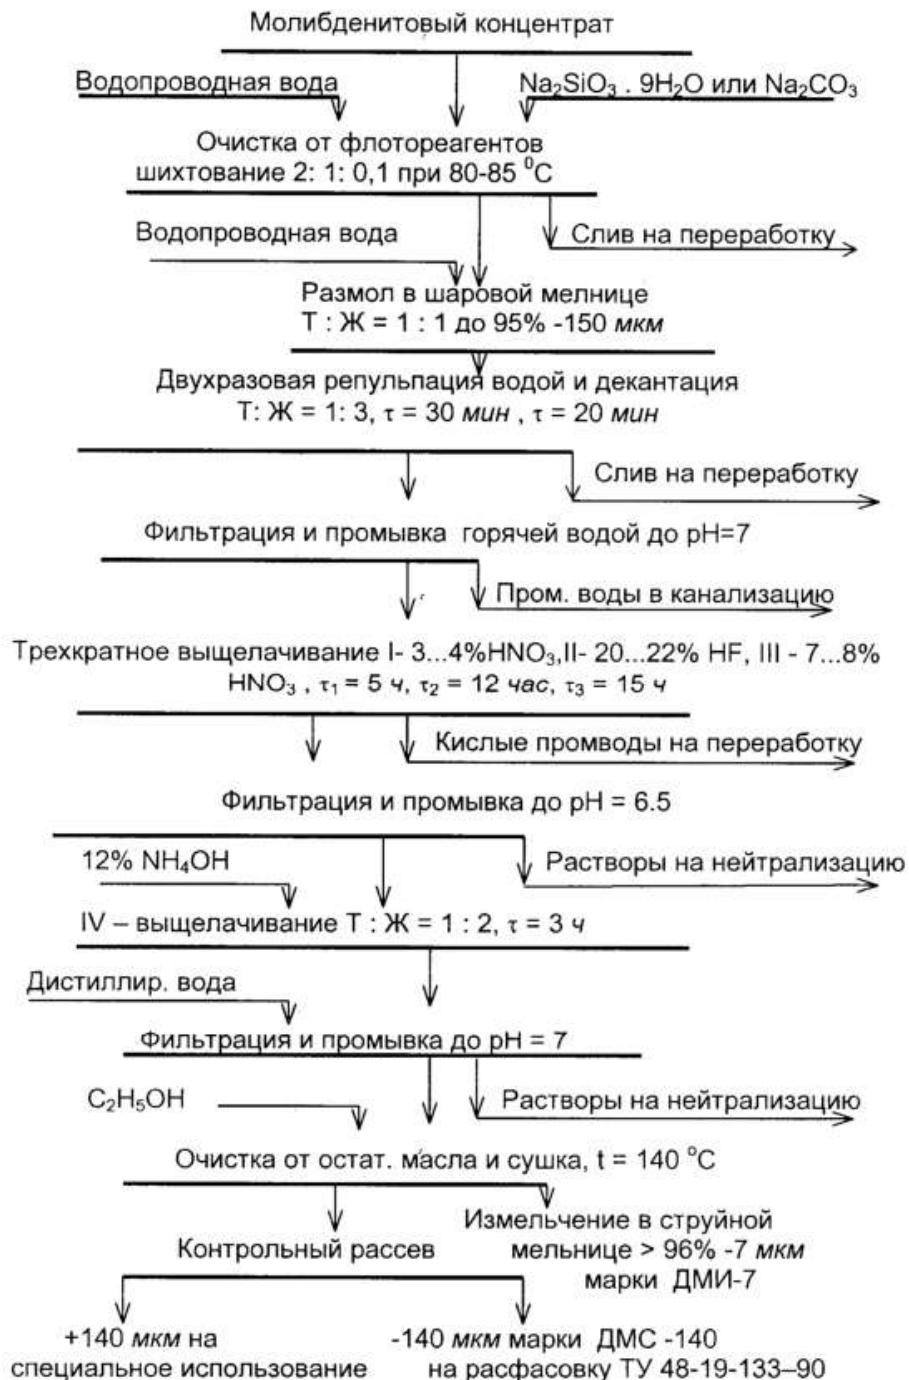 Молибденитовый концентрат
Водопроводная вода
Na₂SiO₃ . 9H₂O или Na₂CO₃
Очистка от флотореагентов
шихтование 2: 1: 0,1 при 80-85 ⁰C
Водопроводная вода
Слив на переработку
Размол в шаровой мелнице
Т : Ж = 1 : 1 до 95% -150 мкм
Двухразовая репульпация водой и декантация
Т: Ж = 1: 3, τ = 30 мин , τ = 20 мин
Слив на переработку
Фильтрация и промывка горячей водой до pH=7
Пром. воды в канализацию
Трехкратное выщелачивание I- 3...4%HNO₃,II- 20...22% HF, III - 7...8%
HNO₃ , τ₁ = 5 ч, τ₂ = 12 час, τ₃ = 15 ч
Кислые промводы на переработку
Фильтрация и промывка до pH = 6.5
12% NH₄OH
Растворы на нейтрализацию
IV – выщелачивание Т : Ж = 1 : 2, τ = 3 ч
Дистиллир. вода
Фильтрация и промывка до pH = 7
C₂H₅OH
Растворы на нейтрализацию
Очистка от остат. масла и сушка, t = 140 °C
Измельчение в струйной
мельнице > 96% -7 мкм
марки ДМИ-7
Контрольный рассев
+140 мкм на
специальное использование
-140 мкм марки ДМС -140
на расфасовку ТУ 48-19-133–90